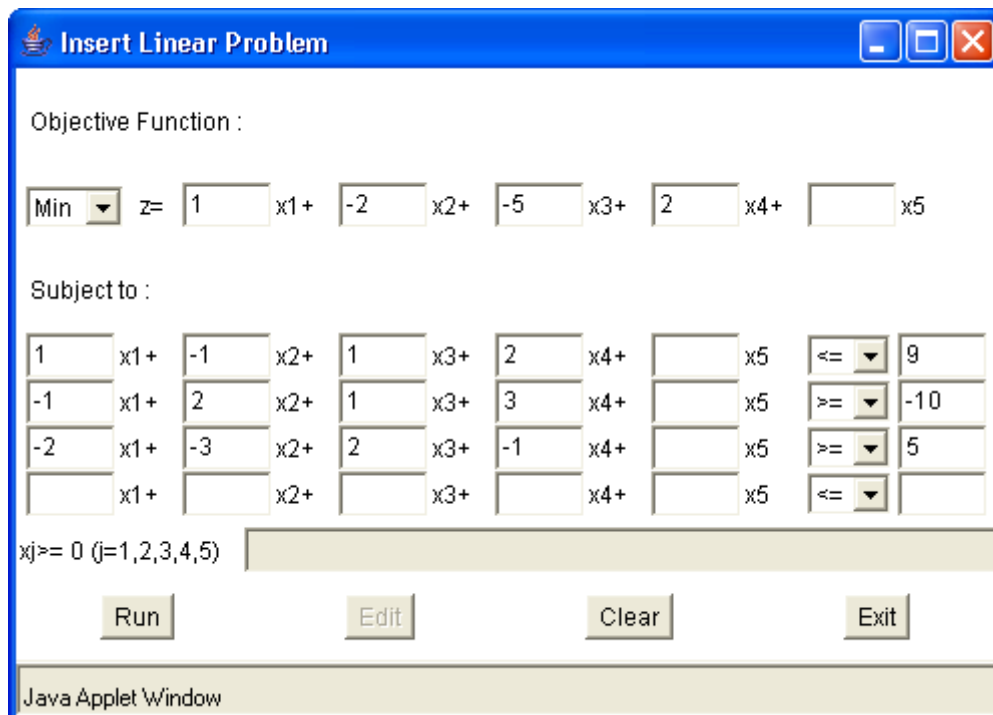 Insert Linear Problem
Objective Function :
Min z= 1 x1+ -2 x2+ -5 x3+ 2 x4+ x5
Subject to :
1 x1+ -1 x2+ 1 x3+ 2 x4+ x5 <= 9
-1 x1+ 2 x2+ 1 x3+ 3 x4+ x5 >= -10
-2 x1+ -3 x2+ 2 x3+ -1 x4+ x5 >= 5
x1+ x2+ x3+ x4+ x5 <=
xj>= 0 (j=1,2,3,4,5)
Run Edit Clear Exit
Java Applet Window